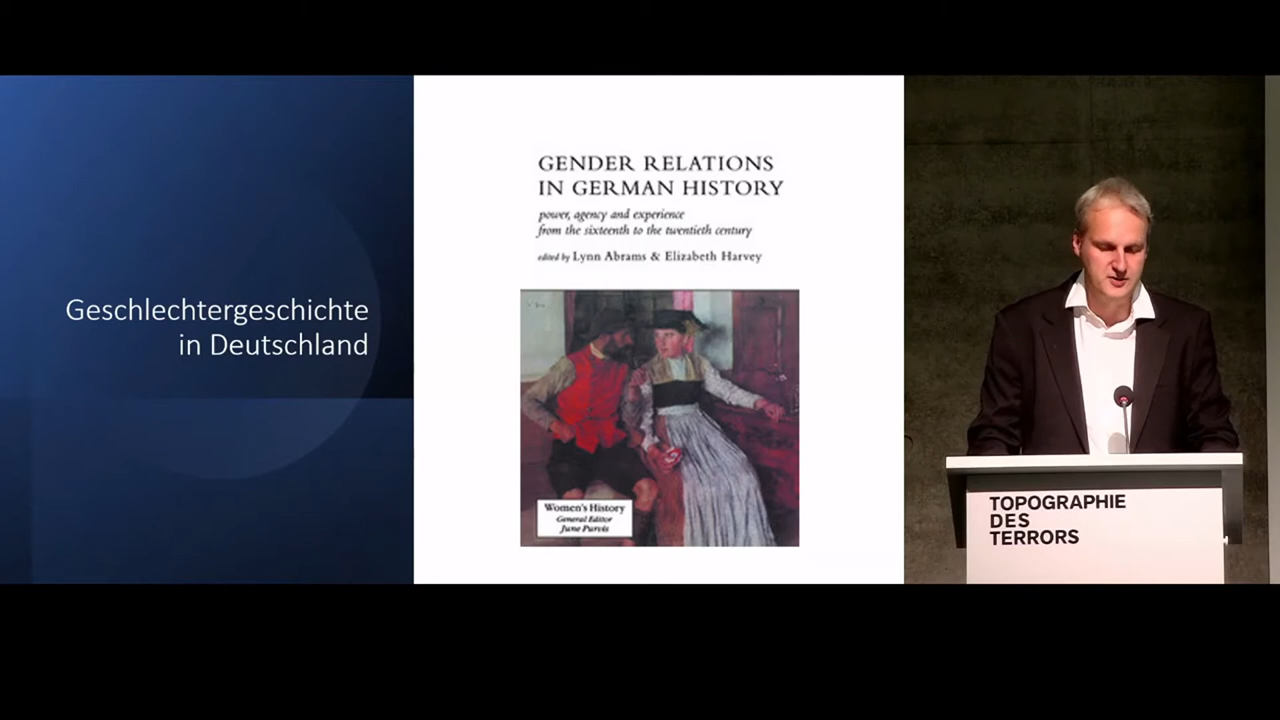 Geschlechtergeschichte
in Deutschland
GENDER RELATIONS
IN GERMAN HISTORY
power, agency and experience
from the sixteenth to the twentieth century
edited by Lynn Abrams & Elizabeth Harvey
Women's History
General Editor
June Purvis
TOPOGRAPHIE
DES
TERRORS